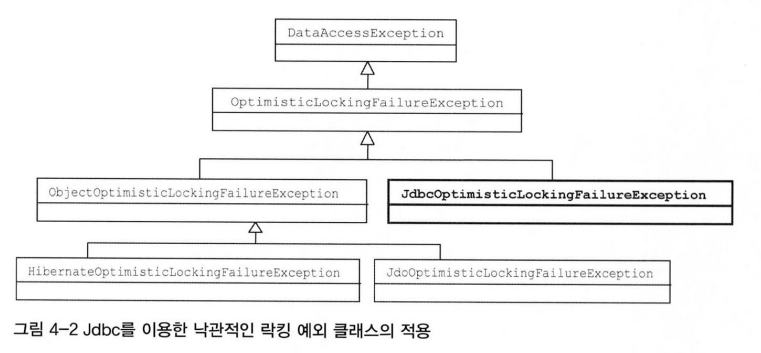 DataAccessException
OptimisticLockingFailureException
ObjectOptimisticLockingFailureException
JdbcOptimisticLockingFailureException
HibernateOptimisticLockingFailureException
JdoOptimisticLockingFailureException
그림 4-2 Jdbc를 이용한 낙관적인 락킹 예외 클래스의 적용